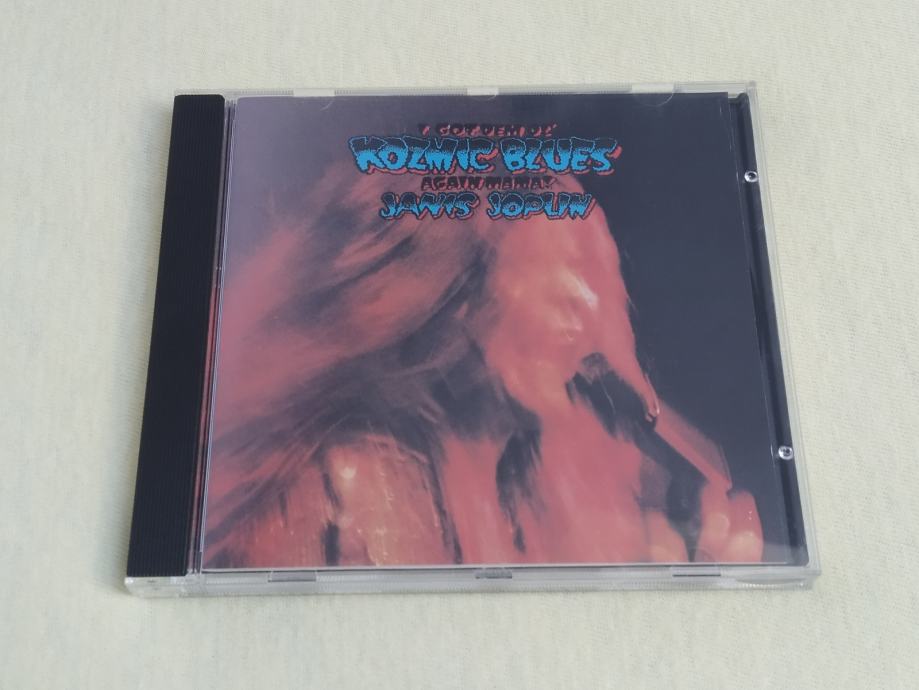 I GOT DEM OL'
KOZMIC BLUES
AGAIN MAMA!
JANIS JOPLIN